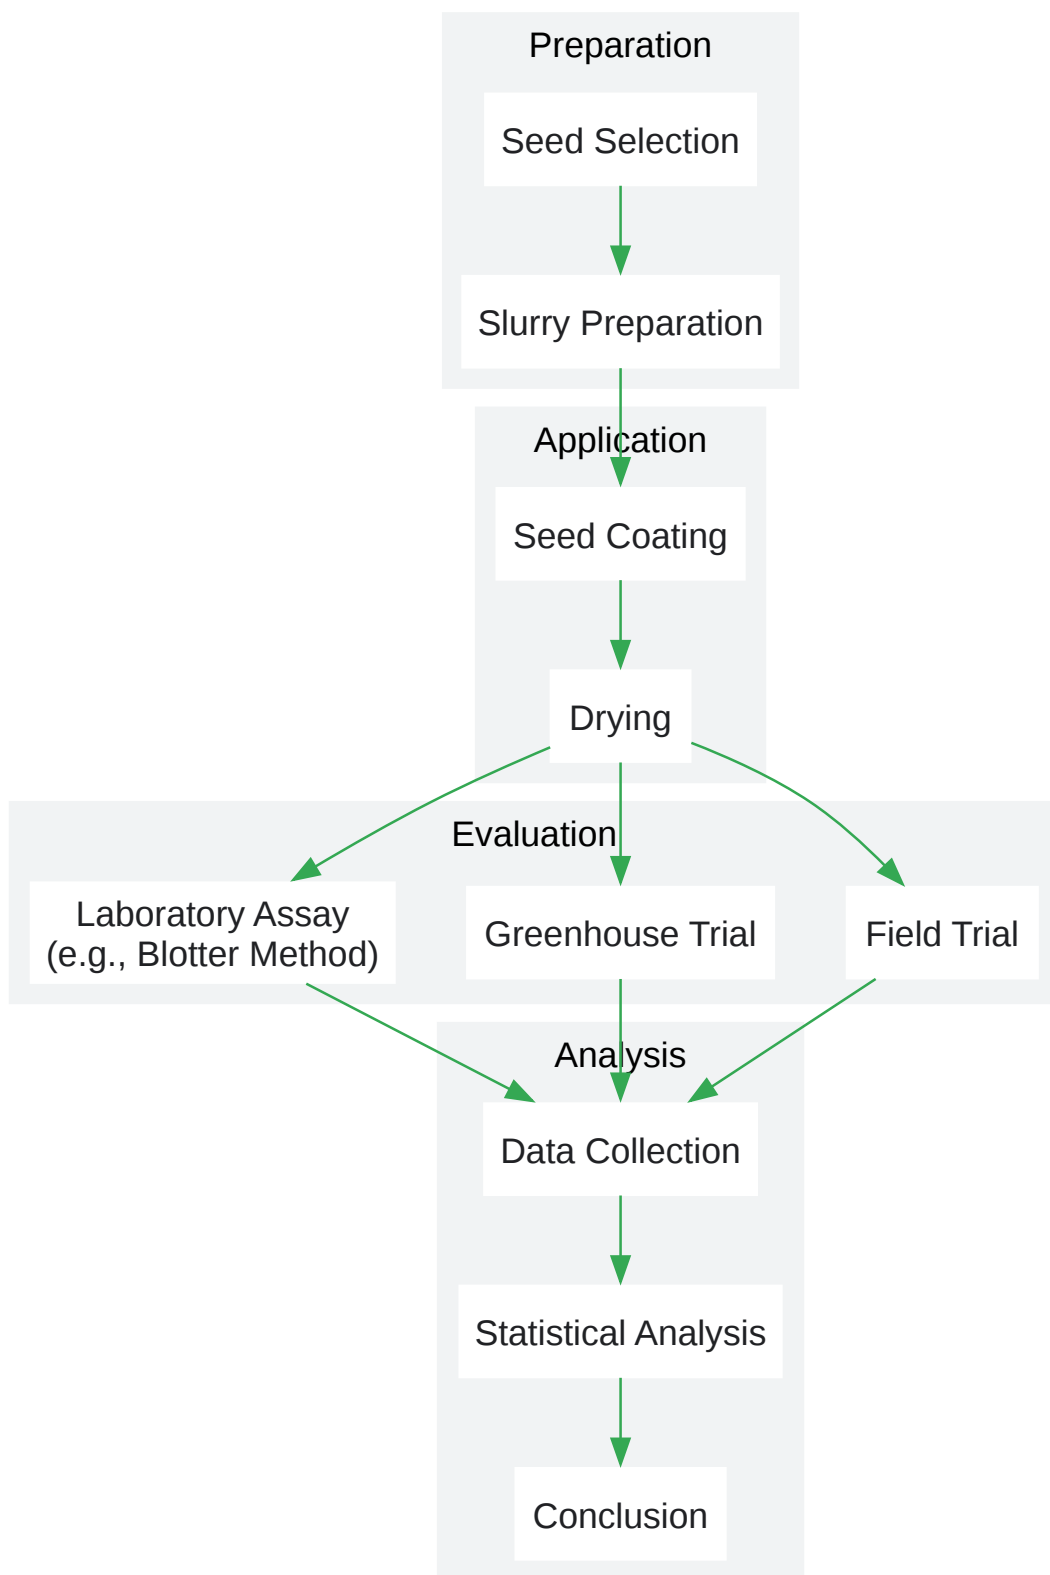 Preparation
Seed Selection
Slurry Preparation
Application
Seed Coating
Drying
Evaluation
Laboratory Assay
(e.g., Blotter Method)
Greenhouse Trial
Field Trial
Analysis
Data Collection
Statistical Analysis
Conclusion